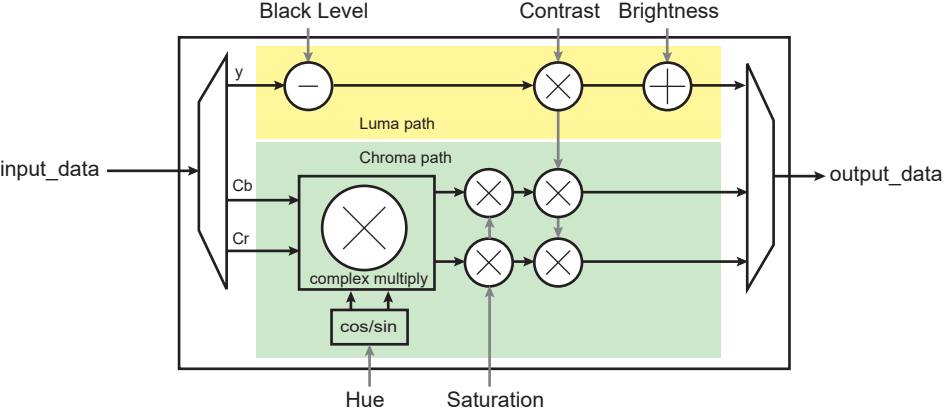 Black Level
Contrast
Brightness
y
Luma path
Chroma path
input_data
output_data
Cb
Cr
complex multiply
cos/sin
Hue
Saturation